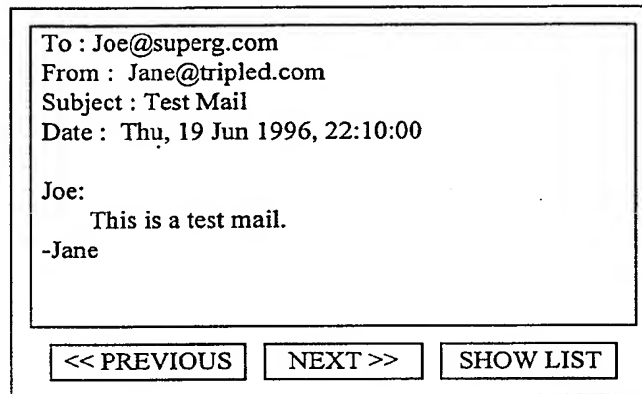 To : Joe@superg.com
From :  Jane@tripled.com
Subject : Test Mail
Date :  Thu, 19 Jun 1996, 22:10:00
Joe:
This is a test mail.
-Jane
<< PREVIOUS
NEXT >>
SHOW LIST